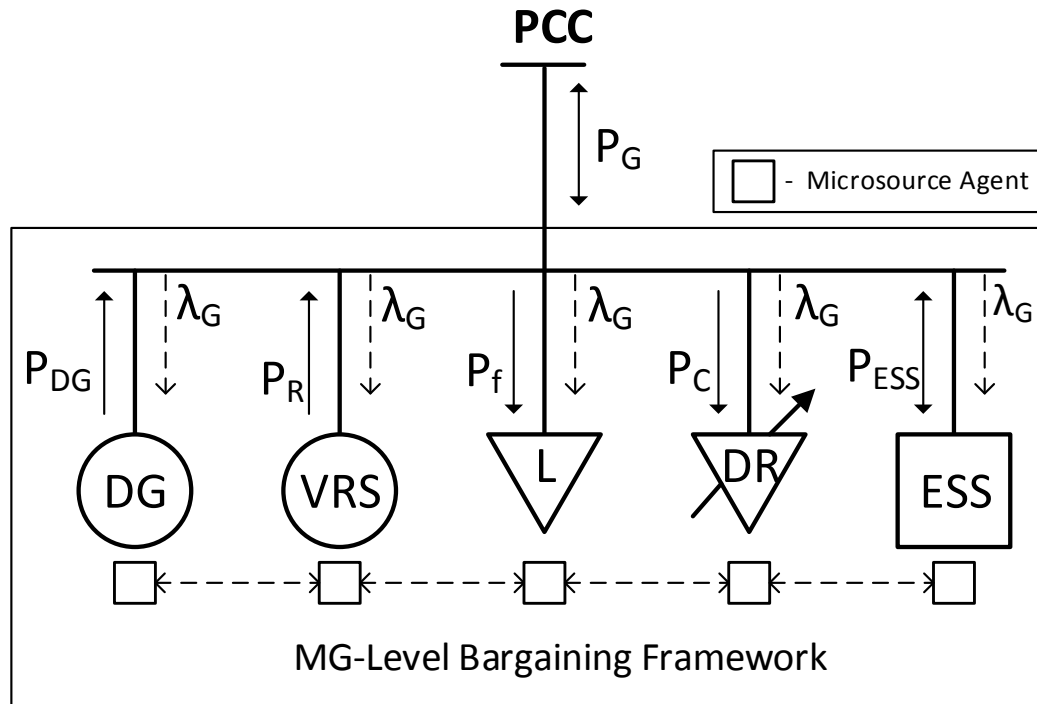 PCC
P_G
- Microsource Agent
λ_G λ_G λ_G λ_G λ_G
P_DG P_R P_f P_C P_ESS
DG VRS L DR ESS
MG-Level Bargaining Framework